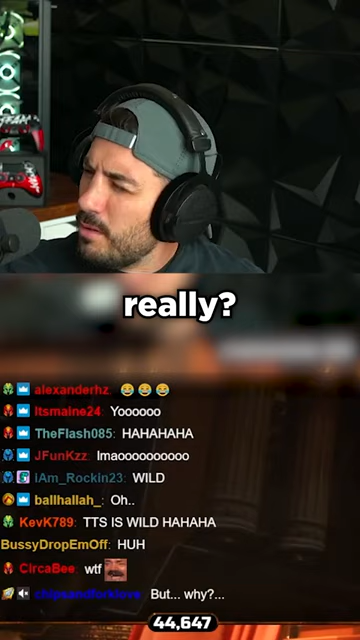 really?
alexanderhz: 😂 😂 😂
Itsmaine24: Yoooooo
TheFlash085: HAHAHAHA
JFunKzz: lmaoooooooooo
iAm_Rockin23: WILD
ballhallah_: Oh..
KevK789: TTS IS WILD HAHAHA
BussyDropEmOff: HUH
CircaBee: wtf
chipsandforklove: But... why?...
44,647